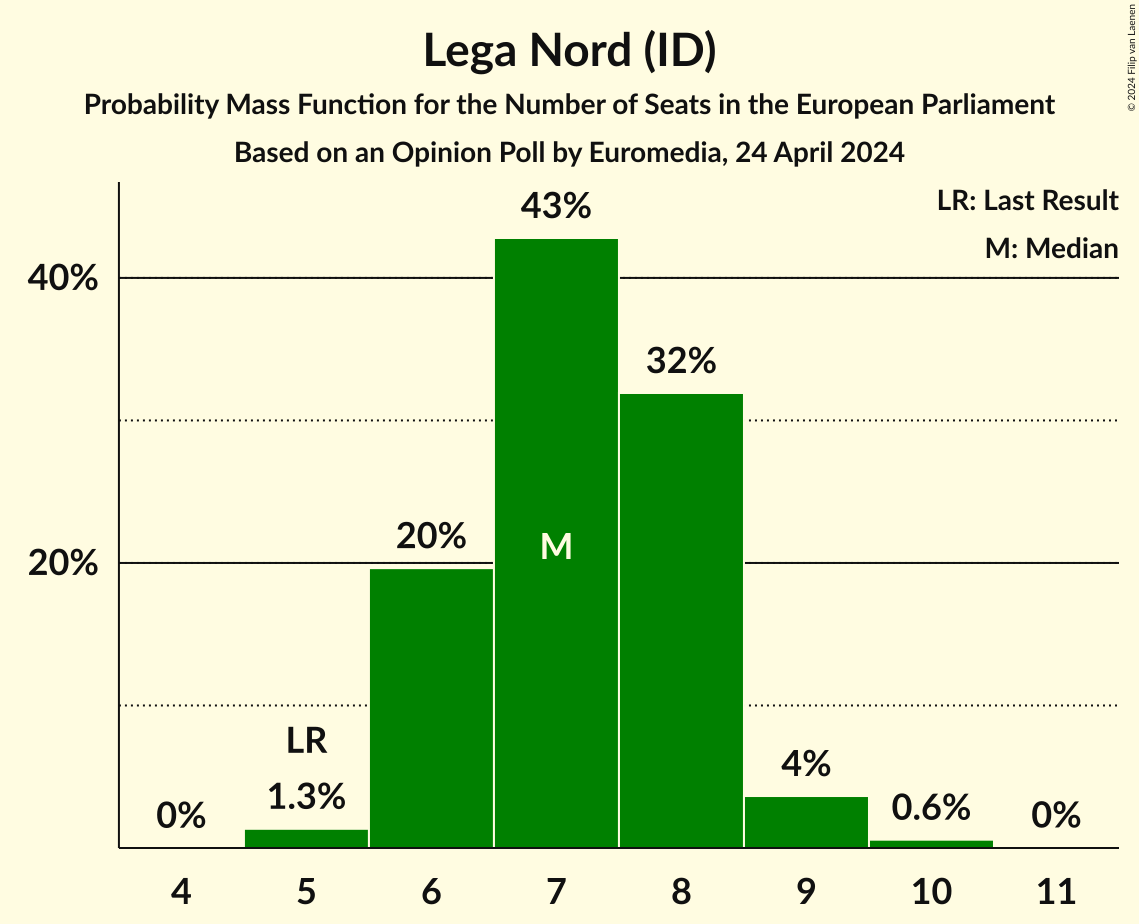 Lega Nord (ID)
Probability Mass Function for the Number of Seats in the European Parliament
Based on an Opinion Poll by Euromedia, 24 April 2024
© 2024 Filip van Laenen
LR: Last Result
M: Median
43%
40%
32%
20%
M
20%
LR
4%
1.3%
0.6%
0%
0%
4 5 6 7 8 9 10 11